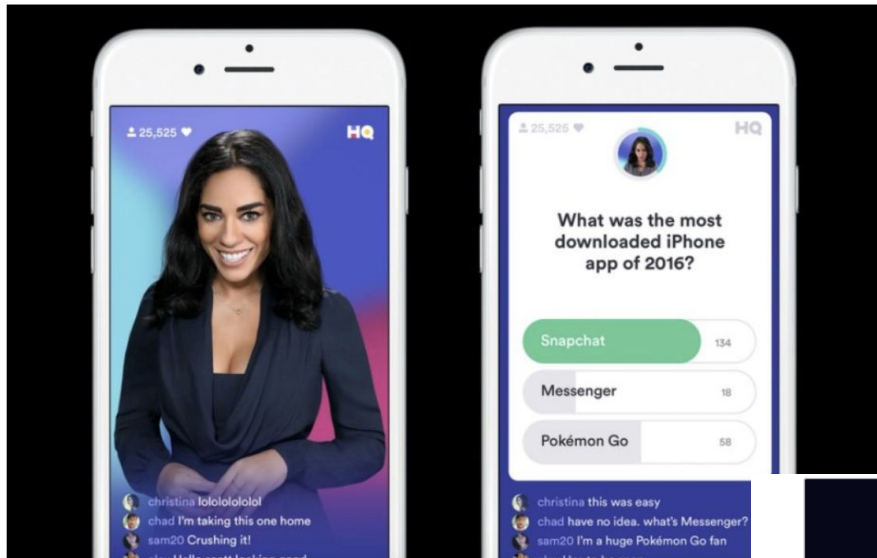 25,525
HQ
christina lolololololol
chad I'm taking this one home
sam20 Crushing it!
25,525
HQ
What was the most
downloaded iPhone
app of 2016?
Snapchat 134
Messenger 18
Pokémon Go 58
christina this was easy
chad have no idea. what's Messenger?
sam20 I'm a huge Pokémon Go fan